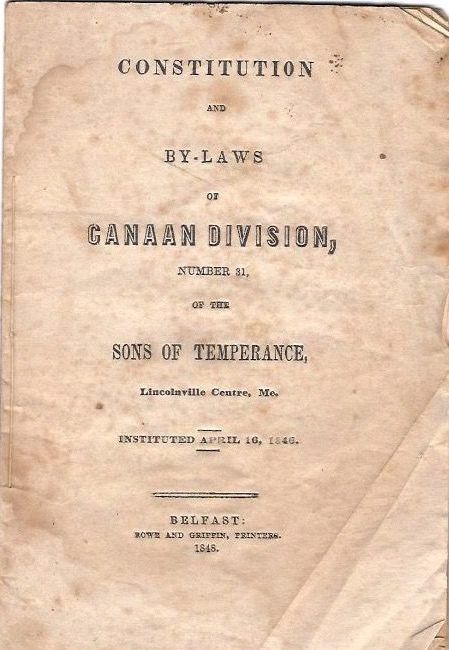 CONSTITUTION
AND
BY-LAWS
OF
CANAAN DIVISION,
NUMBER 31,
OF THE
SONS OF TEMPERANCE,
Lincolnville Centre, Me.
INSTITUTED APRIL 16, 1846.
BELFAST:
ROWE AND GRIFFIN, PRINTERS.
1848.